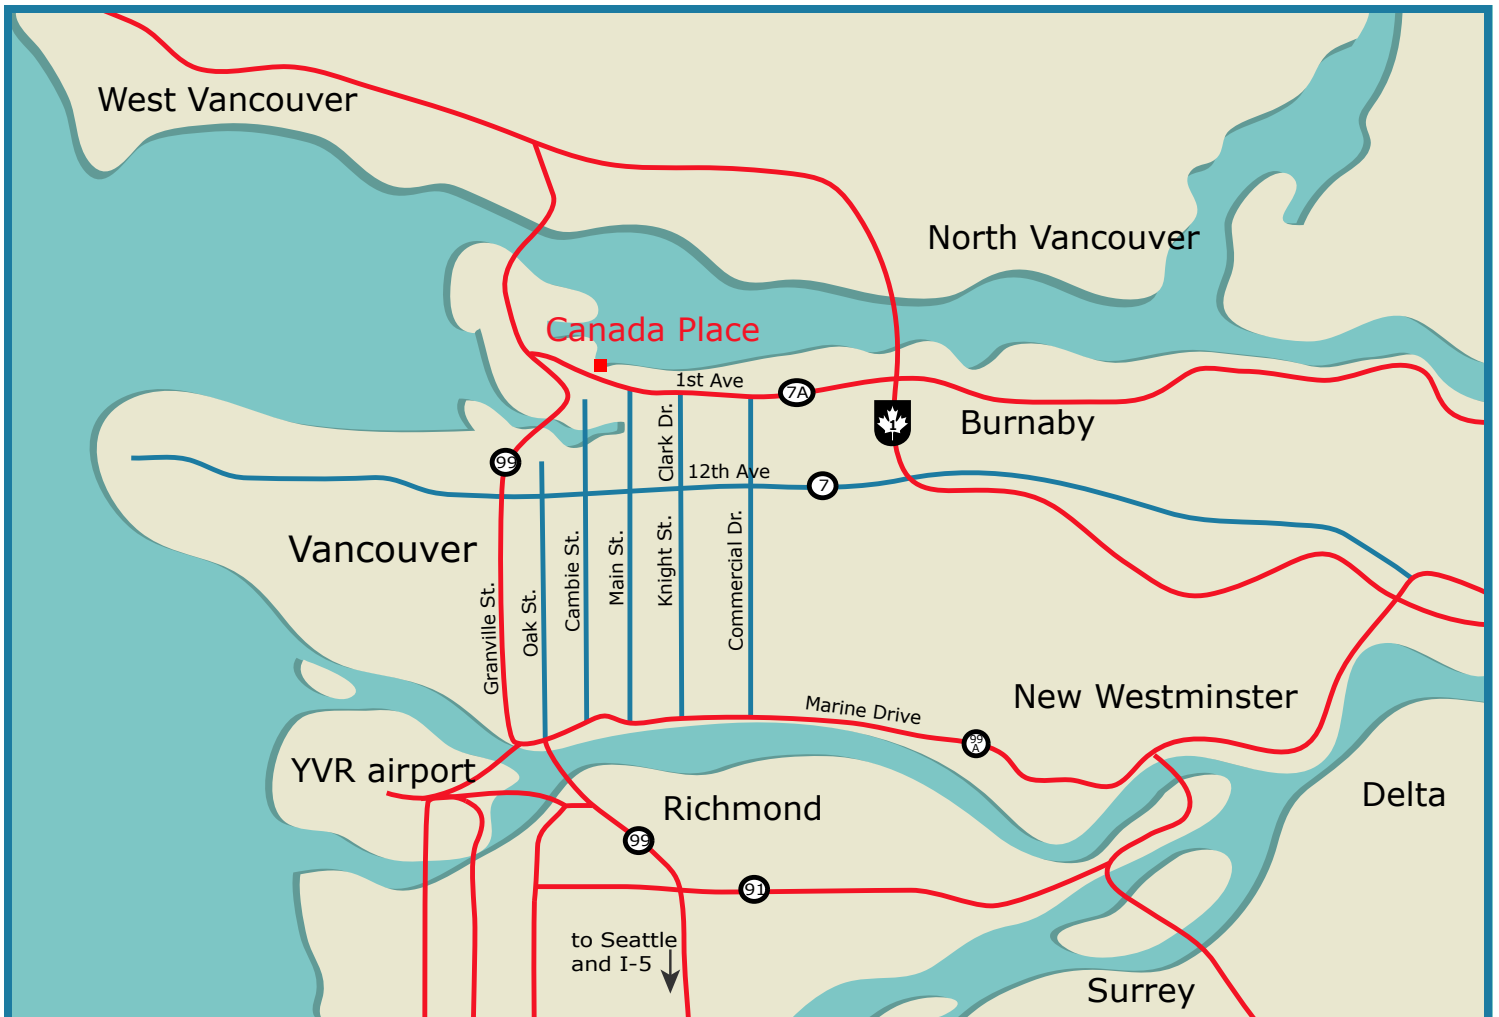 West Vancouver
North Vancouver
Canada Place
1st Ave
7A
1
Burnaby
Clark Dr.
99
12th Ave
7
Vancouver
Granville St.
Oak St.
Cambie St.
Main St.
Knight St.
Commercial Dr.
New Westminster
Marine Drive
99
A
YVR airport
Richmond
Delta
99
91
to Seattle
and I-5
Surrey